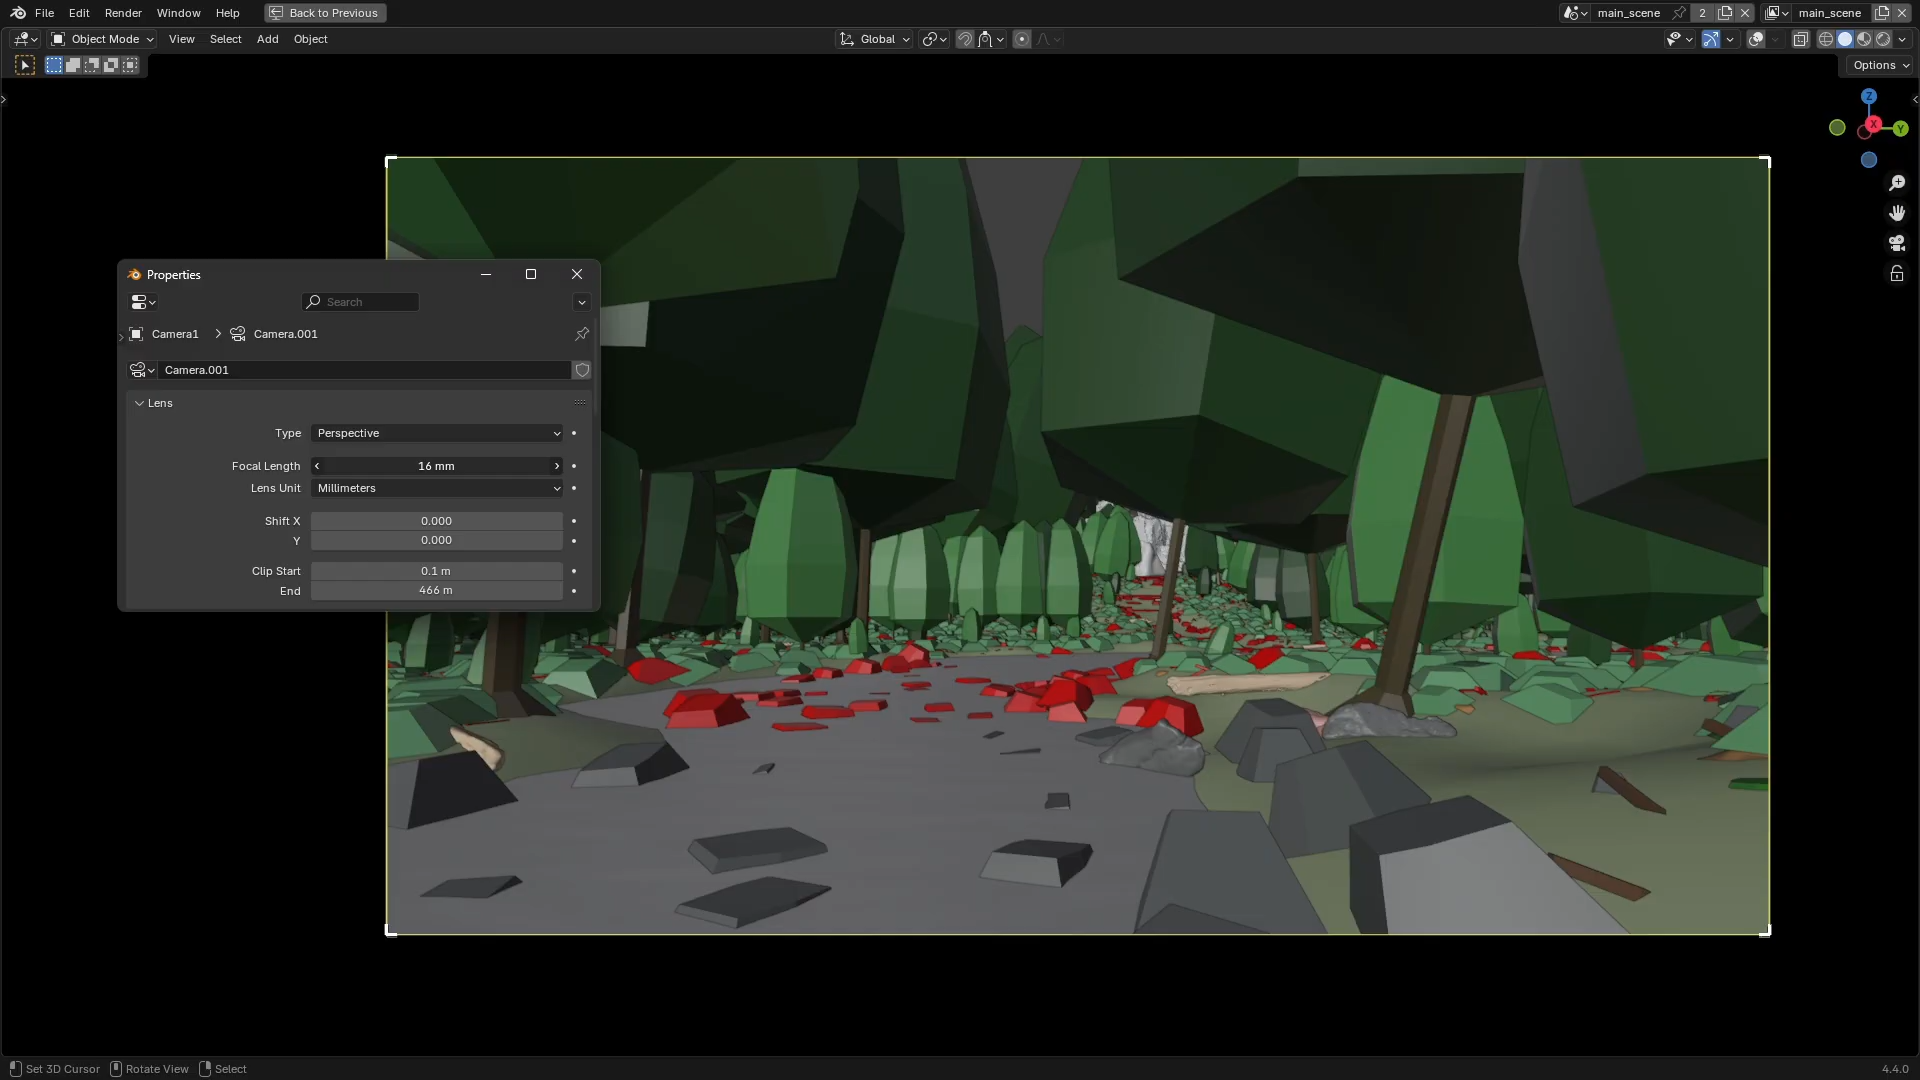 File Edit Render Window Help Back to Previous main_scene 2 main_scene
Object Mode View Select Add Object Global
Options
Z
X Y
Properties
Search
Camera1 Camera.001
Camera.001
Lens
Type Perspective
Focal Length 16 mm
Lens Unit Millimeters
Shift X 0.000
Y 0.000
Clip Start 0.1 m
End 466 m
Set 3D Cursor Rotate View Select 4.4.0